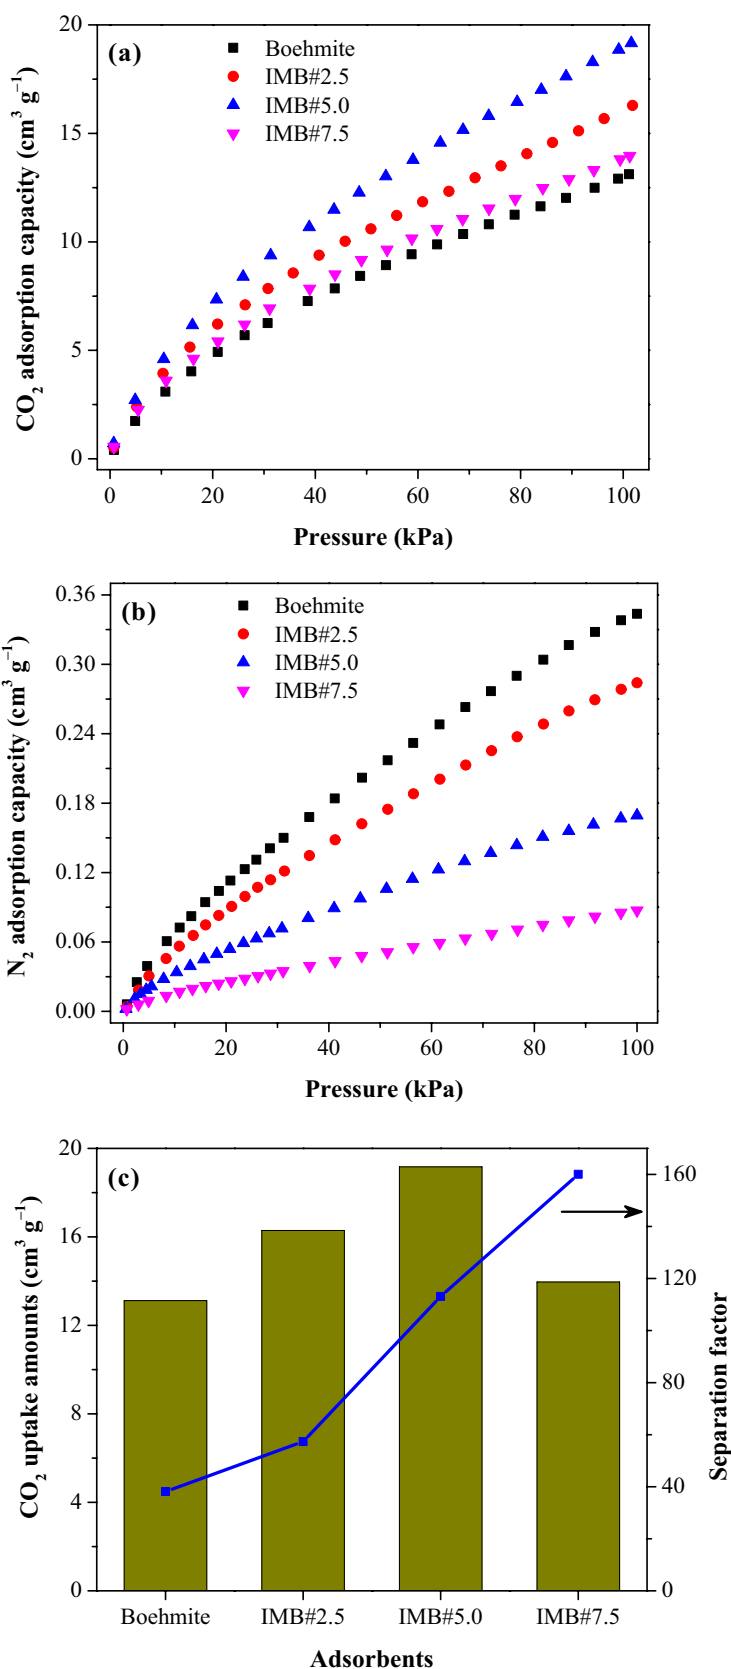 (a)
Boehmite
IMB#2.5
IMB#5.0
IMB#7.5
20
15
10
5
0
CO₂ adsorption capacity (cm³ g⁻¹)
0 20 40 60 80 100
Pressure (kPa)
(b)
Boehmite
IMB#2.5
IMB#5.0
IMB#7.5
0.36
0.30
0.24
0.18
0.12
0.06
0.00
N₂ adsorption capacity (cm³ g⁻¹)
0 20 40 60 80 100
Pressure (kPa)
(c)
20
16
12
8
4
0
CO₂ uptake amounts (cm³ g⁻¹)
160
120
80
40
0
Separation factor
Boehmite IMB#2.5 IMB#5.0 IMB#7.5
Adsorbents